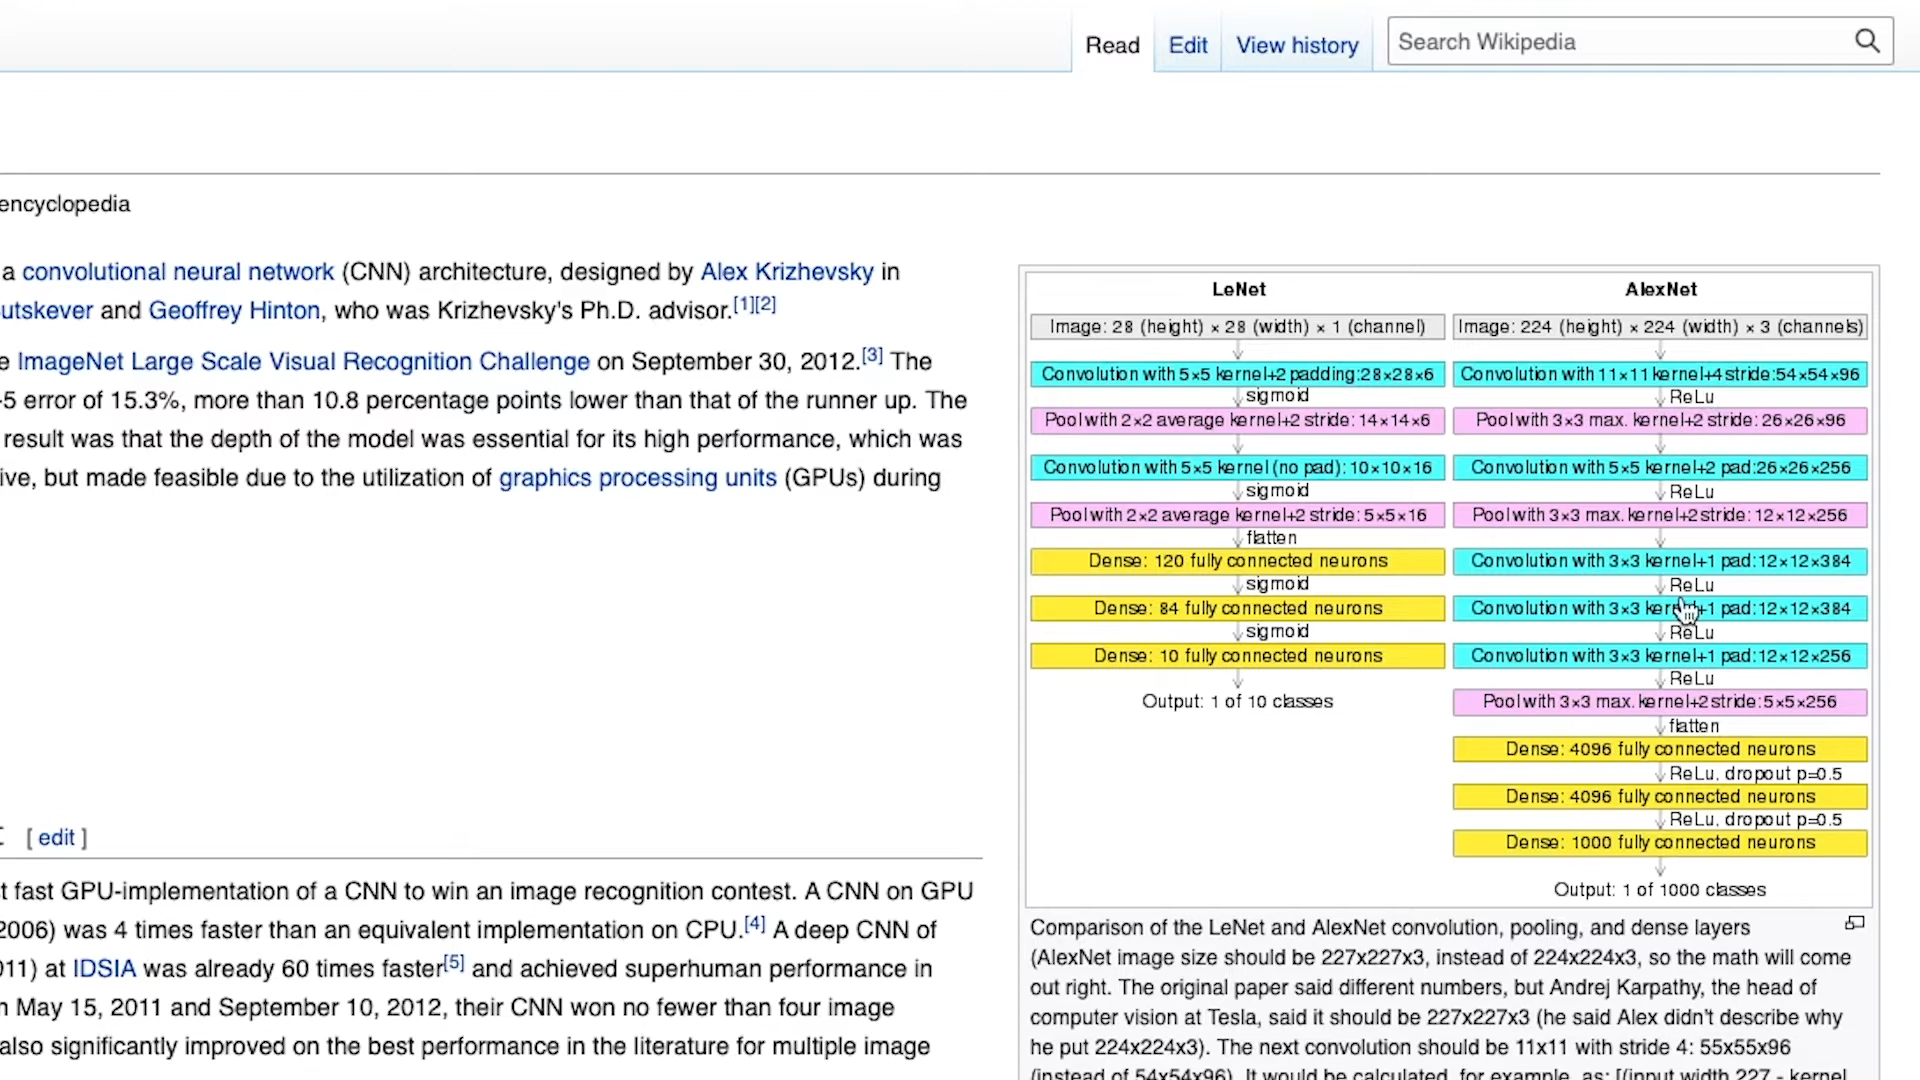 Read Edit View history Search Wikipedia
encyclopedia
a convolutional neural network (CNN) architecture, designed by Alex Krizhevsky in
utskever and Geoffrey Hinton, who was Krizhevsky's Ph.D. advisor.[1][2]
e ImageNet Large Scale Visual Recognition Challenge on September 30, 2012.[3] The
-5 error of 15.3%, more than 10.8 percentage points lower than that of the runner up. The
result was that the depth of the model was essential for its high performance, which was
ive, but made feasible due to the utilization of graphics processing units (GPUs) during
[ edit ]
t fast GPU-implementation of a CNN to win an image recognition contest. A CNN on GPU
2006) was 4 times faster than an equivalent implementation on CPU.[4] A deep CNN of
011) at IDSIA was already 60 times faster[5] and achieved superhuman performance in
n May 15, 2011 and September 10, 2012, their CNN won no fewer than four image
also significantly improved on the best performance in the literature for multiple image
LeNet
Image: 28 (height) × 28 (width) × 1 (channel)
Convolution with 5×5 kernel+2 padding:28×28×6
sigmoid
Pool with 2×2 average kernel+2 stride:14×14×6
Convolution with 5×5 kernel (no pad):10×10×16
sigmoid
Pool with 2×2 average kernel+2 stride: 5×5×16
flatten
Dense: 120 fully connected neurons
sigmoid
Dense: 84 fully connected neurons
sigmoid
Dense: 10 fully connected neurons
Output: 1 of 10 classes
AlexNet
Image: 224 (height) × 224 (width) × 3 (channels)
Convolution with 11×11 kernel+4 stride:54×54×96
ReLu
Pool with 3×3 max. kernel+2 stride: 26×26×96
Convolution with 5×5 kernel+2 pad:26×26×256
ReLu
Pool with 3×3 max. kernel+2 stride:12×12×256
Convolution with 3×3 kernel+1 pad:12×12×384
ReLu
Convolution with 3×3 kernel+1 pad:12×12×384
ReLu
Convolution with 3×3 kernel+1 pad:12×12×256
ReLu
Pool with 3×3 max. kernel+2 stride:5×5×256
flatten
Dense: 4096 fully connected neurons
ReLu, dropout p=0.5
Dense: 4096 fully connected neurons
ReLu, dropout p=0.5
Dense: 1000 fully connected neurons
Output: 1 of 1000 classes
Comparison of the LeNet and AlexNet convolution, pooling, and dense layers
(AlexNet image size should be 227x227x3, instead of 224x224x3, so the math will come
out right. The original paper said different numbers, but Andrej Karpathy, the head of
computer vision at Tesla, said it should be 227x227x3 (he said Alex didn't describe why
he put 224x224x3). The next convolution should be 11x11 with stride 4: 55x55x96
(instead of 54x54x96). It would be calculated, for example, as: [(input width 227 - kernel